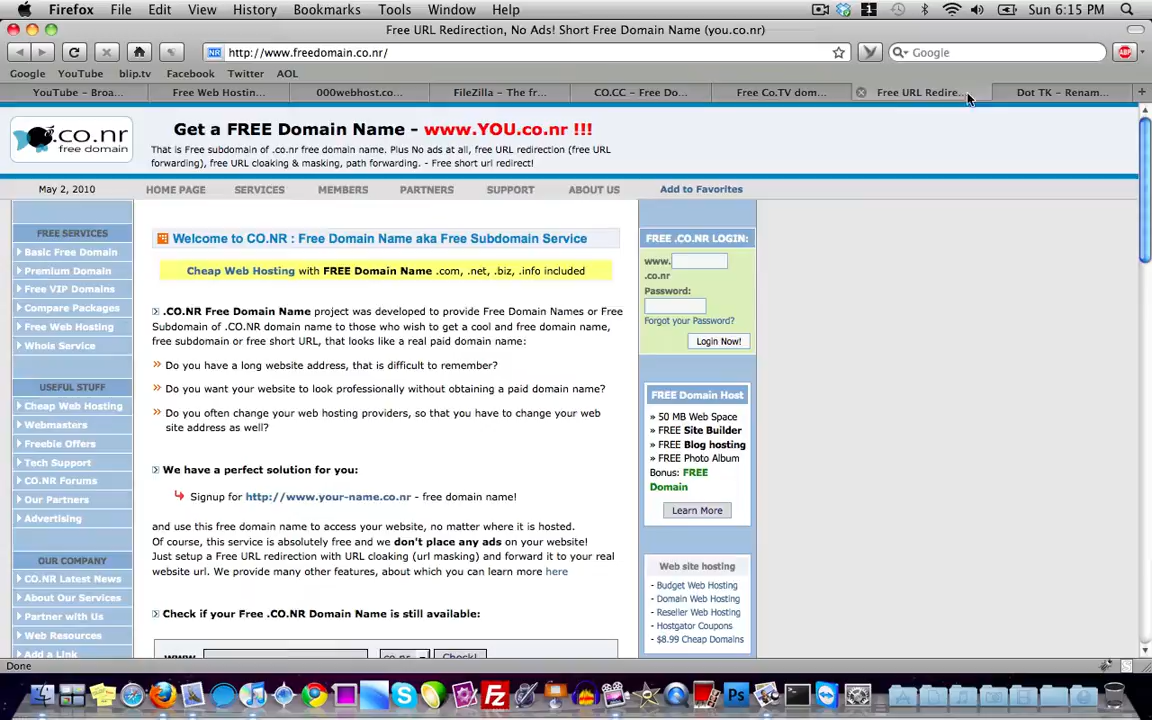 Firefox File Edit View History Bookmarks Tools Window Help 1 Sun 6:15 PM
Free URL Redirection, No Ads! Short Free Domain Name (you.co.nr)
NR http://www.freedomain.co.nr/ Google ABP
Google YouTube blip.tv Facebook Twitter AOL
YouTube - Broa... Free Web Hostin... 000webhost.co... FileZilla - The fr... CO.CC - Free Do... Free Co.TV dom... Free URL Redire... Dot TK - Renam...
.co.nr
free domain
Get a FREE Domain Name - www.YOU.co.nr !!!
That is Free subdomain of .co.nr free domain name. Plus No ads at all, free URL redirection (free URL
forwarding), free URL cloaking & masking, path forwarding. - Free short url redirect!
May 2, 2010 HOME PAGE SERVICES MEMBERS PARTNERS SUPPORT ABOUT US Add to Favorites
FREE SERVICES
Basic Free Domain
Premium Domain
Free VIP Domains
Compare Packages
Free Web Hosting
Whois Service
USEFUL STUFF
Cheap Web Hosting
Webmasters
Freebie Offers
Tech Support
CO.NR Forums
Our Partners
Advertising
OUR COMPANY
CO.NR Latest News
About Our Services
Partner with Us
Web Resources
Add a Link
Welcome to CO.NR : Free Domain Name aka Free Subdomain Service
Cheap Web Hosting with FREE Domain Name .com, .net, .biz, .info included
.CO.NR Free Domain Name project was developed to provide Free Domain Names or Free
Subdomain of .CO.NR domain name to those who wish to get a cool and free domain name,
free subdomain or free short URL, that looks like a real paid domain name:
Do you have a long website address, that is difficult to remember?
Do you want your website to look professionally without obtaining a paid domain name?
Do you often change your web hosting providers, so that you have to change your web
site address as well?
We have a perfect solution for you:
Signup for http://www.your-name.co.nr - free domain name!
and use this free domain name to access your website, no matter where it is hosted.
Of course, this service is absolutely free and we don't place any ads on your website!
Just setup a Free URL redirection with URL cloaking (url masking) and forward it to your real
website url. We provide many other features, about which you can learn more here
Check if your Free .CO.NR Domain Name is still available:
www. co.nr Check!
FREE .CO.NR LOGIN:
www.
.co.nr
Password:
Forgot your Password?
Login Now!
FREE Domain Host
» 50 MB Web Space
» FREE Site Builder
» FREE Blog hosting
» FREE Photo Album
Bonus: FREE
Domain
Learn More
Web site hosting
- Budget Web Hosting
- Domain Web Hosting
- Reseller Web Hosting
- Hostgator Coupons
- $8.99 Cheap Domains
Done